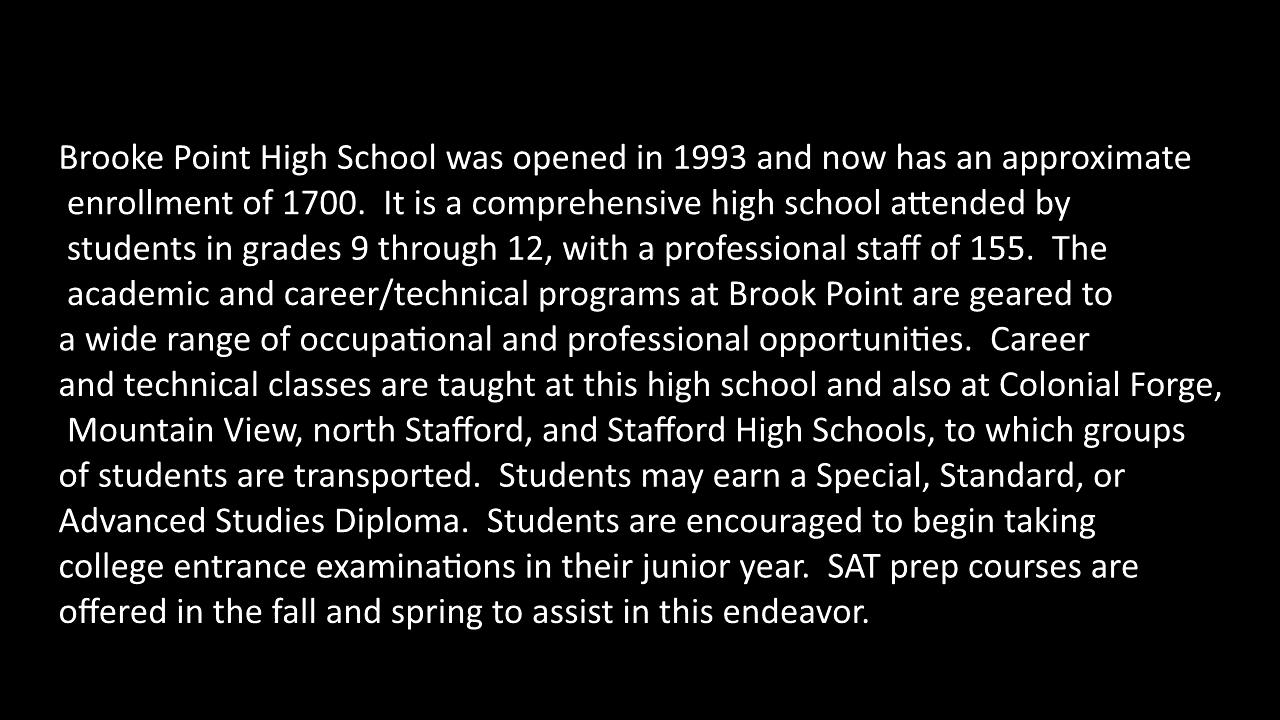 Brooke Point High School was opened in 1993 and now has an approximate
enrollment of 1700.  It is a comprehensive high school attended by
students in grades 9 through 12, with a professional staff of 155.  The
academic and career/technical programs at Brook Point are geared to
a wide range of occupational and professional opportunities.  Career
and technical classes are taught at this high school and also at Colonial Forge,
Mountain View, north Stafford, and Stafford High Schools, to which groups
of students are transported.  Students may earn a Special, Standard, or
Advanced Studies Diploma.  Students are encouraged to begin taking
college entrance examinations in their junior year.  SAT prep courses are
offered in the fall and spring to assist in this endeavor.